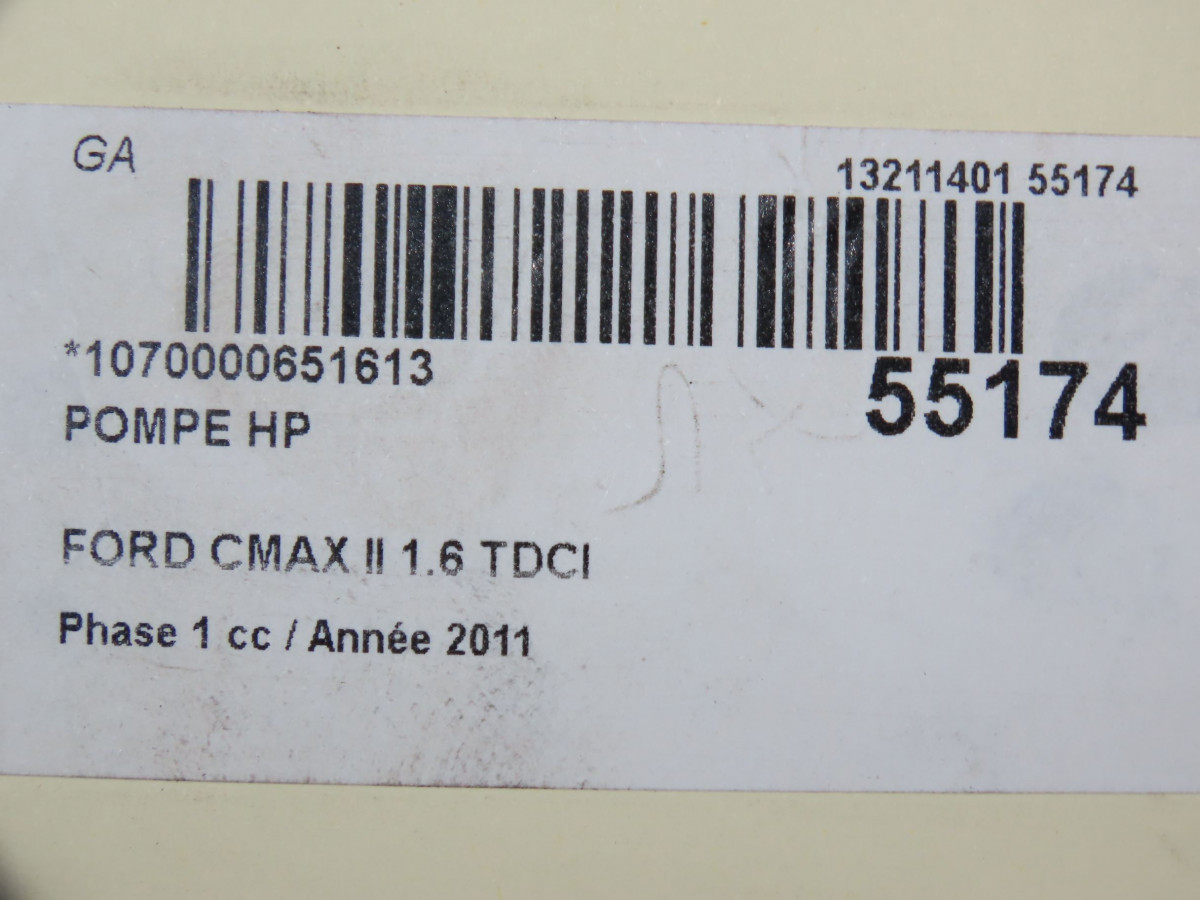 GA
13211401 55174
*1070000651613
55174
POMPE HP
FORD CMAX II 1.6 TDCI
Phase 1 cc / Année 2011